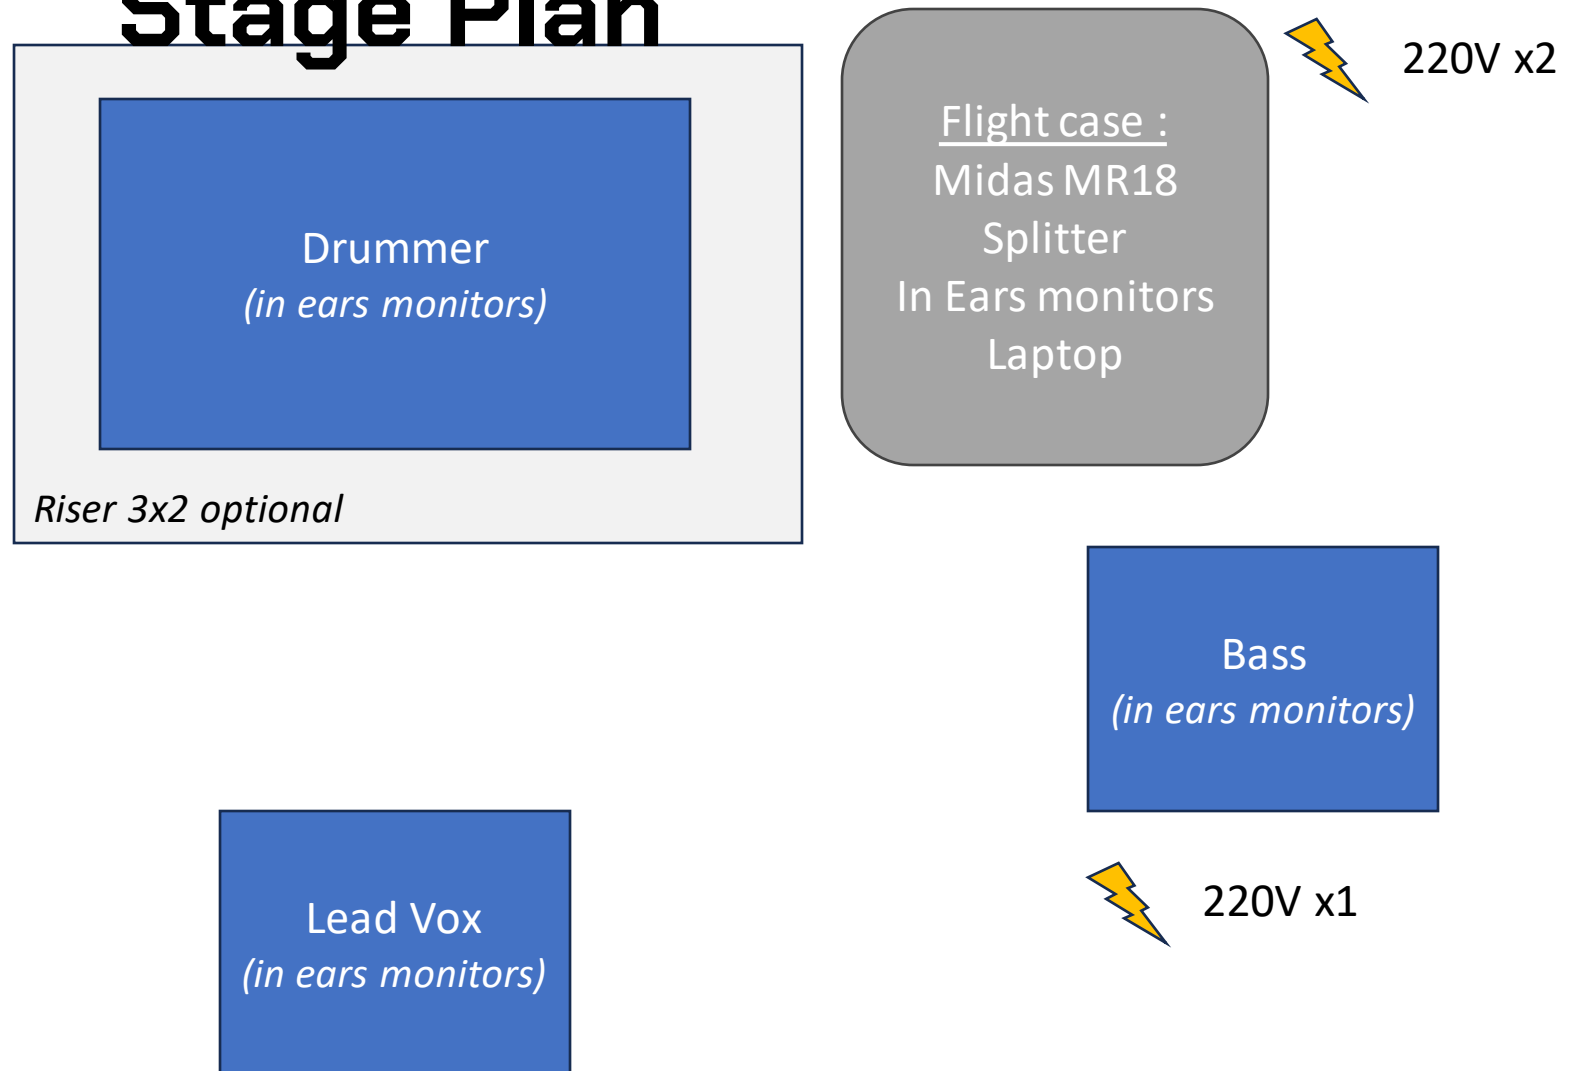 Stage Plan
220V x2
Flight case :
Midas MR18
Splitter
In Ears monitors
Laptop
Drummer
(in ears monitors)
Riser 3x2 optional
Bass
(in ears monitors)
220V x1
Lead Vox
(in ears monitors)